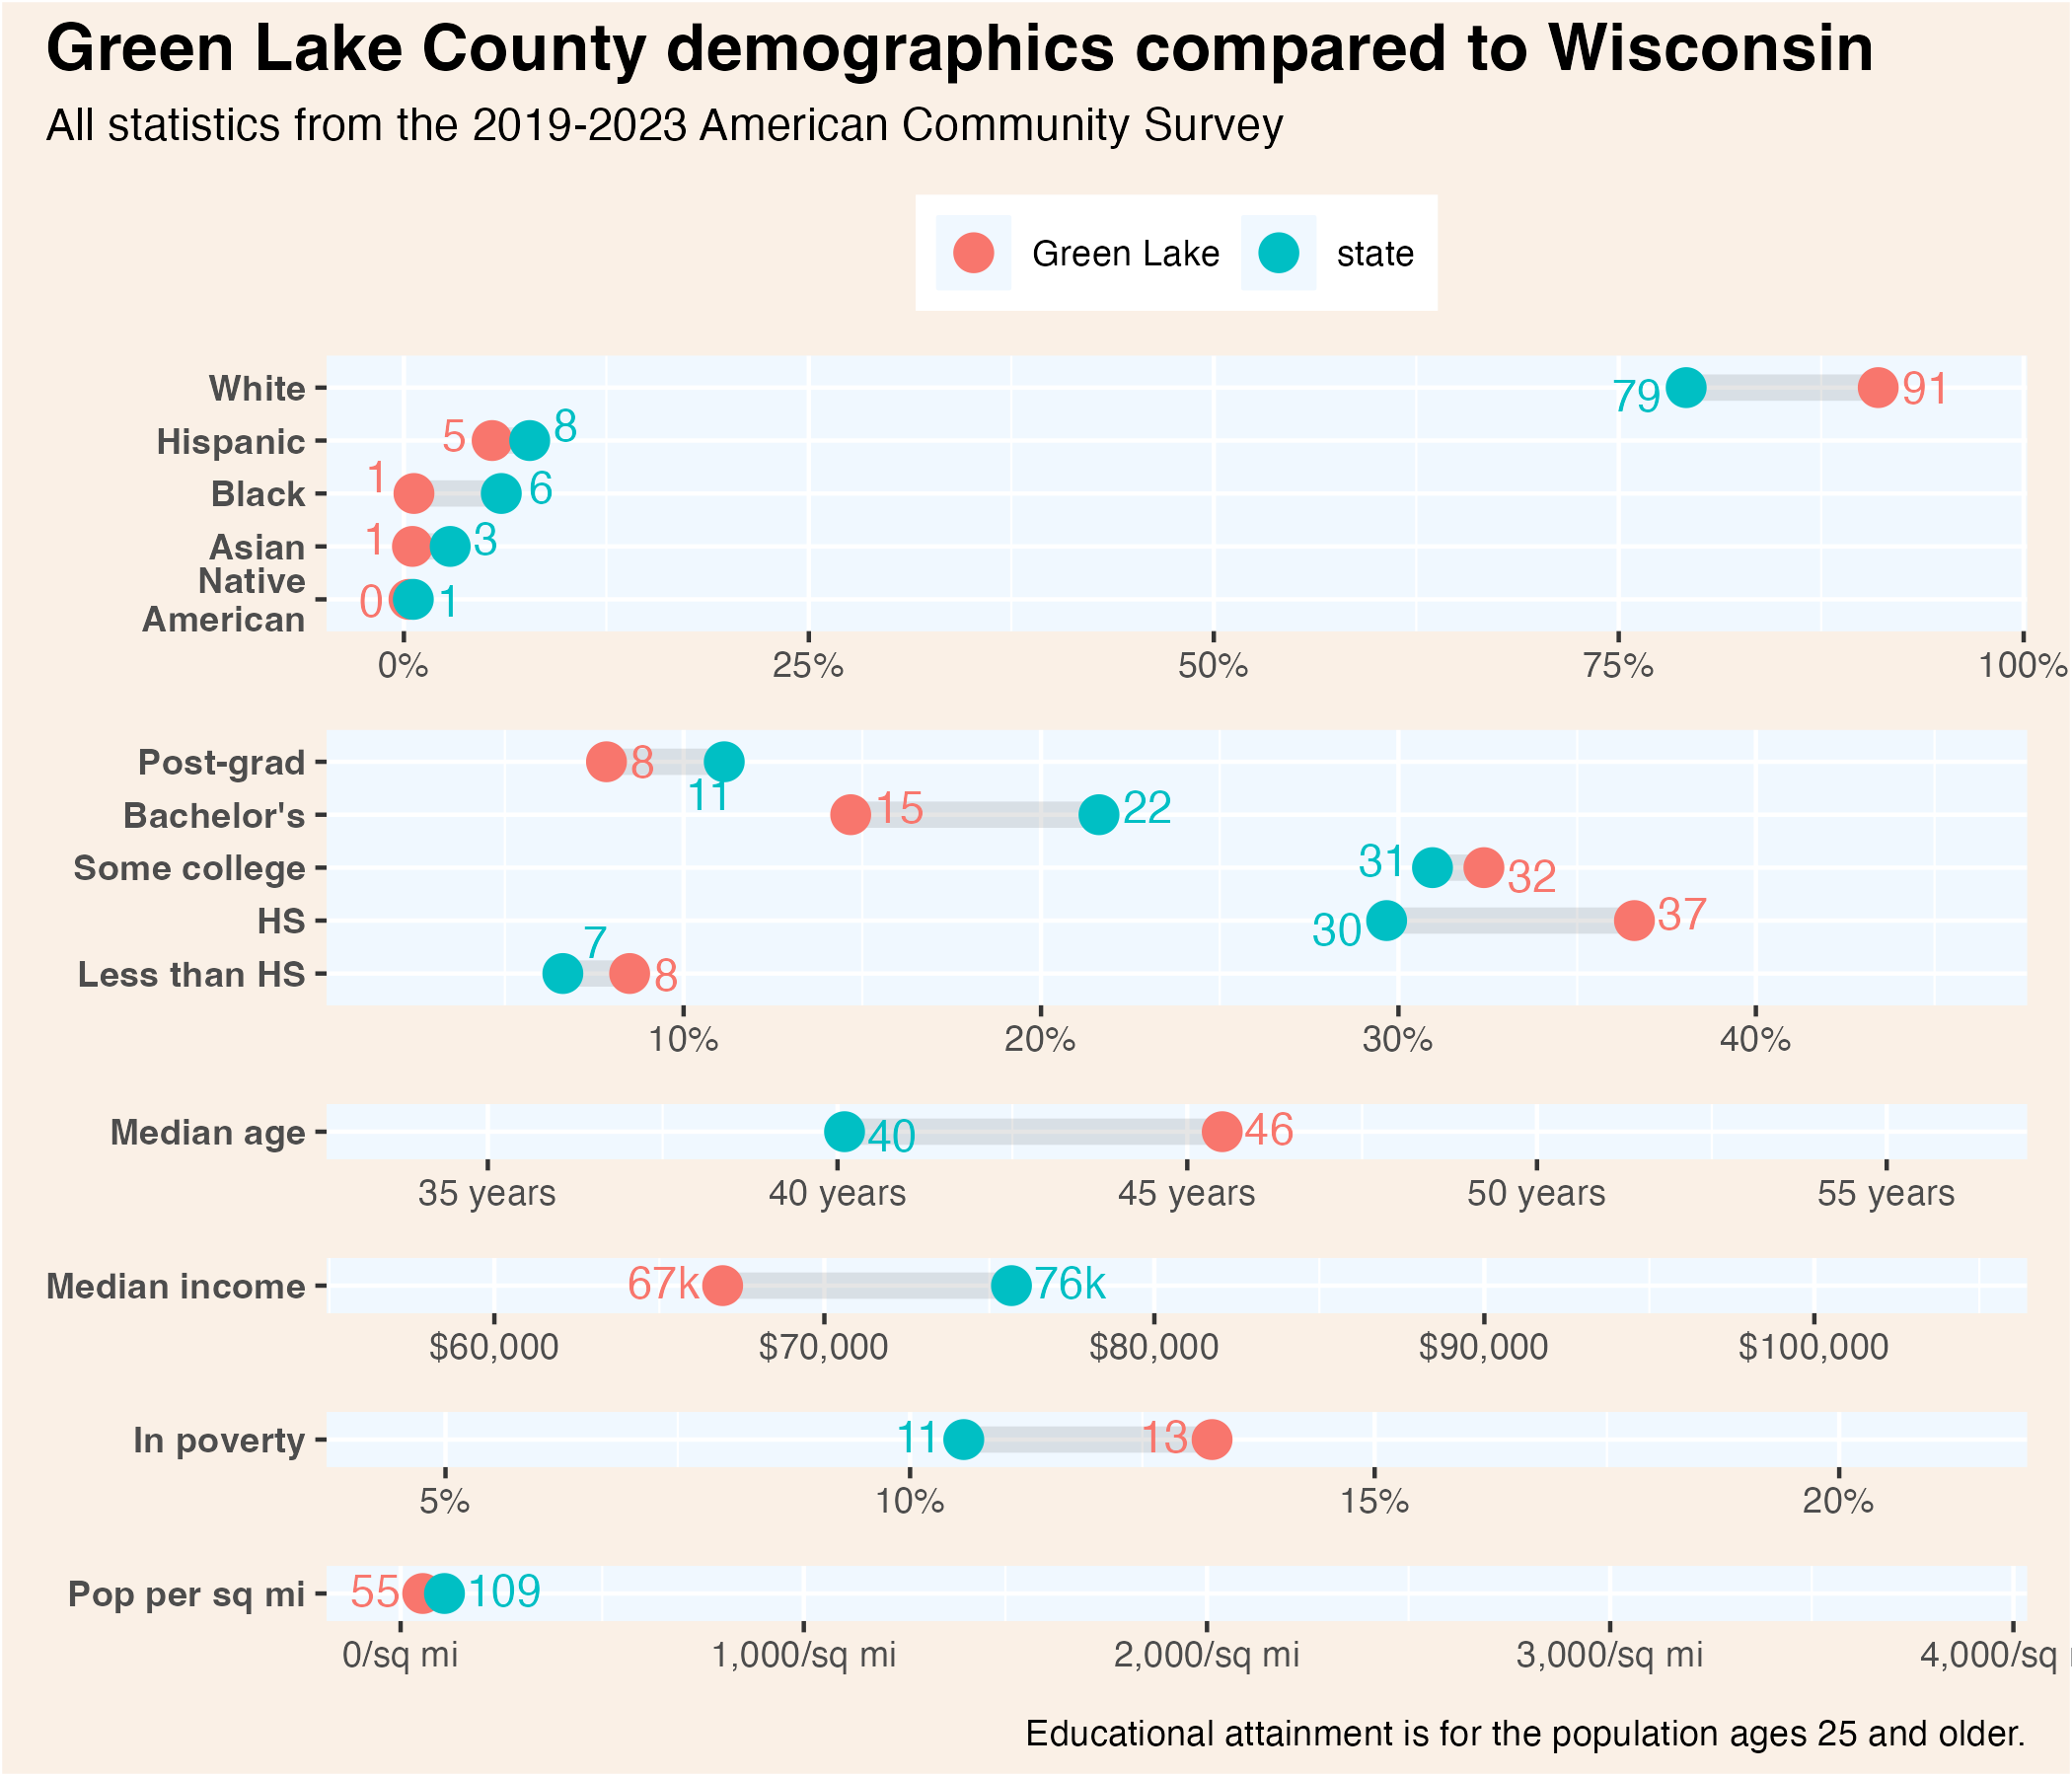 Green Lake County demographics compared to Wisconsin
All statistics from the 2019-2023 American Community Survey
Green Lake state
White 79 91
Hispanic 5 8
Black 1 6
Asian 1 3
Native
American 0 1
0% 25% 50% 75% 100%
Post-grad 8 11
Bachelor's 15 22
Some college 31 32
HS 30 37
Less than HS 7 8
10% 20% 30% 40%
Median age 40 46
35 years 40 years 45 years 50 years 55 years
Median income 67k 76k
$60,000 $70,000 $80,000 $90,000 $100,000
In poverty 11 13
5% 10% 15% 20%
Pop per sq mi 55 109
0/sq mi 1,000/sq mi 2,000/sq mi 3,000/sq mi 4,000/sq
Educational attainment is for the population ages 25 and older.